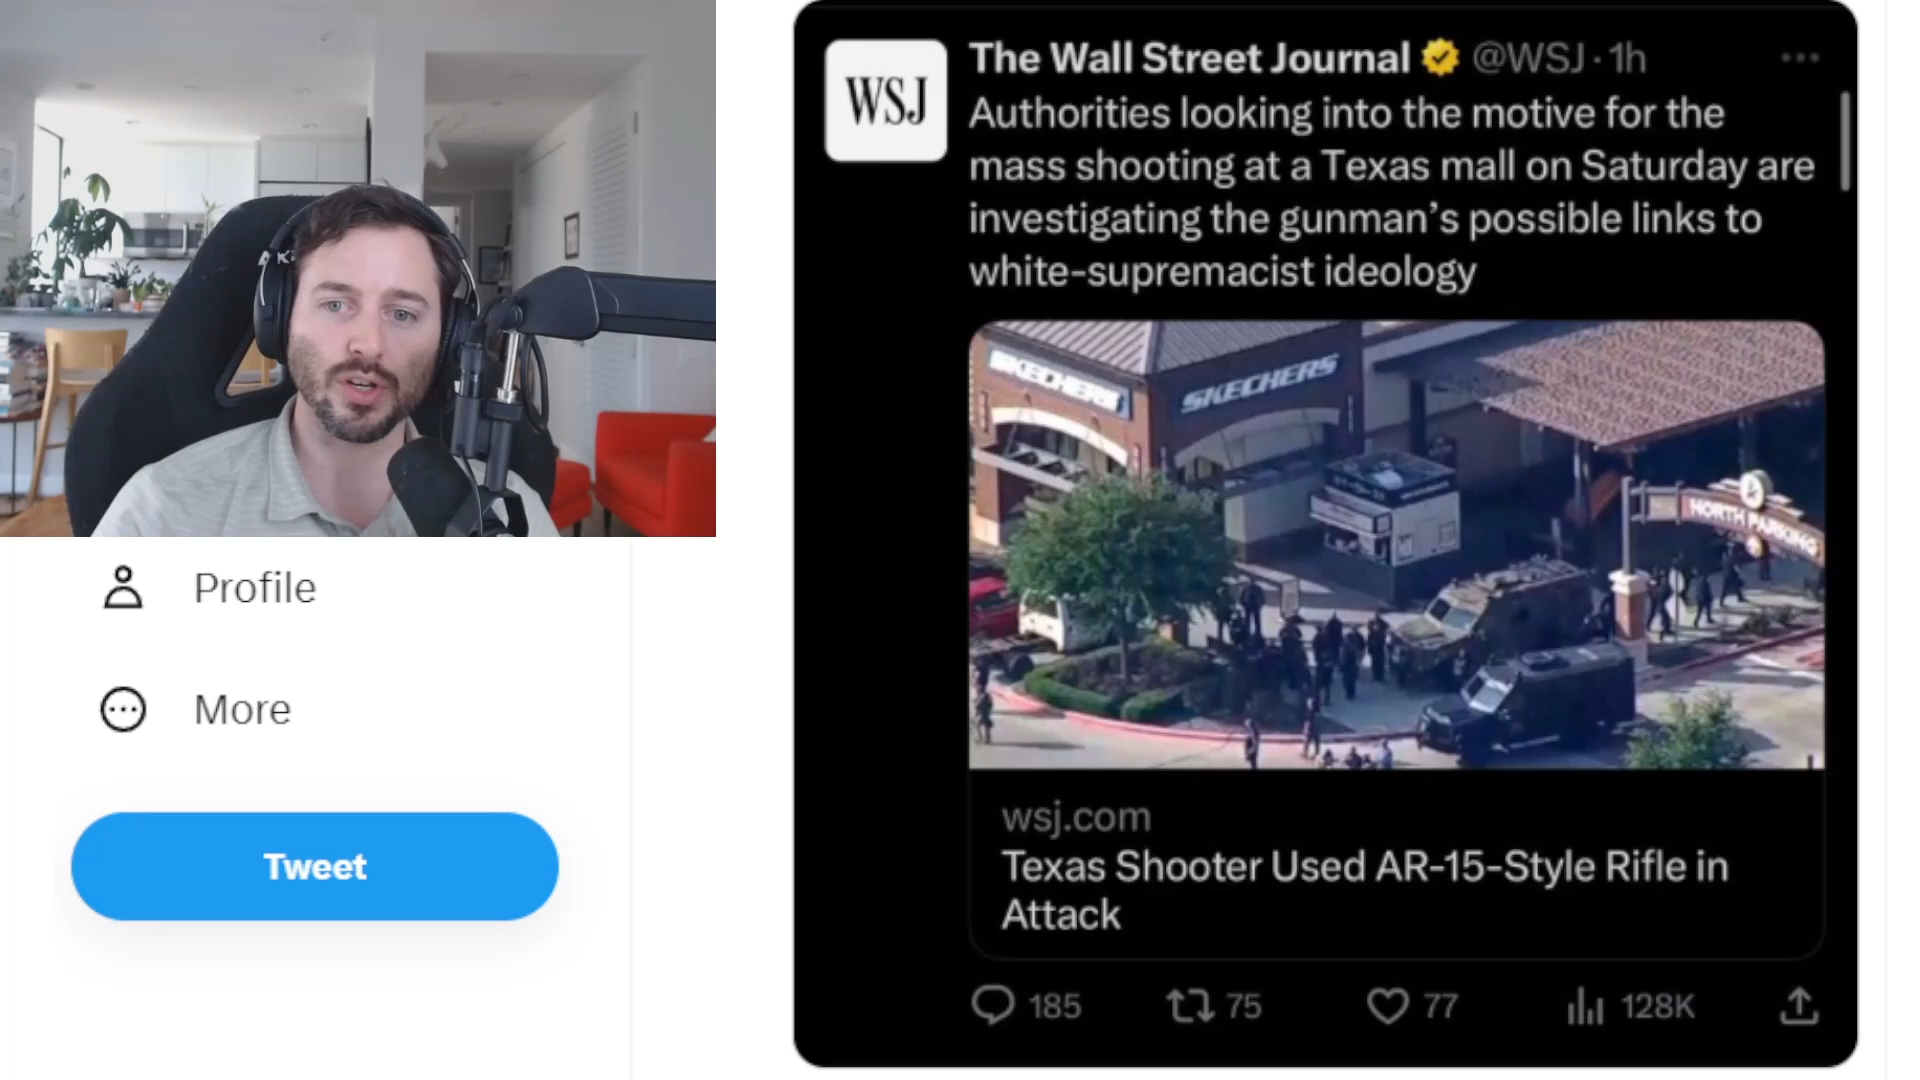 Profile
More
Tweet
WSJ
The Wall Street Journal @WSJ · 1h
Authorities looking into the motive for the
mass shooting at a Texas mall on Saturday are
investigating the gunman’s possible links to
white-supremacist ideology
SKECHERS
SKECHERS
NORTH PARKING
wsj.com
Texas Shooter Used AR-15-Style Rifle in
Attack
185
75
77
128K